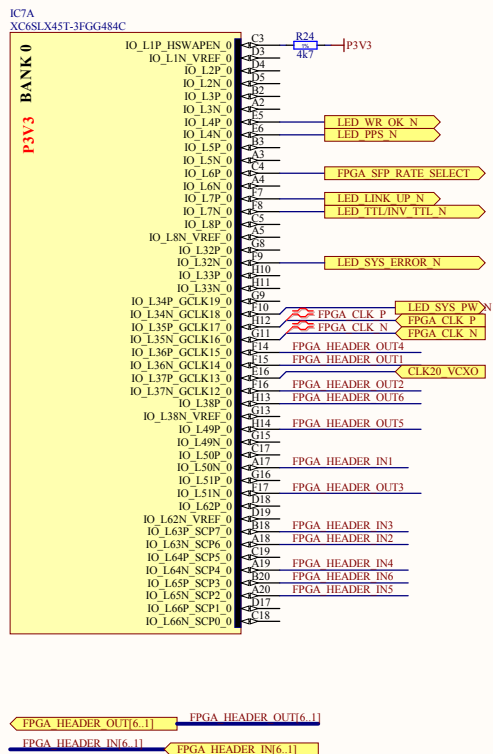 IC7A
XC6SLX45T-3FGG484C
BANK 0
P3V3
IO_L1P_HSWAPEN_0 C3 R24 1% 4k7 P3V3
IO_L1N_VREF_0 D3
IO_L2P_0 D4
IO_L2N_0 D5
IO_L3P_0 B2
IO_L3N_0 A2
IO_L4P_0 E5 LED_WR_OK_N
IO_L4N_0 E6 LED_PPS_N
IO_L5P_0 B3
IO_L5N_0 A3
IO_L6P_0 C4 FPGA_SFP_RATE_SELECT
IO_L6N_0 A4
IO_L7P_0 F7 LED_LINK_UP_N
IO_L7N_0 F8 LED_TTL/INV_TTL_N
IO_L8P_0 C5
IO_L8N_VREF_0 A5
IO_L32P_0 G8
IO_L32N_0 F9 LED_SYS_ERROR_N
IO_L33P_0 H10
IO_L33N_0 H11
IO_L34P_GCLK19_0 G9
IO_L34N_GCLK18_0 F10 LED_SYS_PW_N
IO_L35P_GCLK17_0 H12 FPGA_CLK_P FPGA_CLK_P
IO_L35N_GCLK16_0 G11 FPGA_CLK_N FPGA_CLK_N
IO_L36P_GCLK15_0 F14 FPGA_HEADER_OUT4
IO_L36N_GCLK14_0 F15 FPGA_HEADER_OUT1
IO_L37P_GCLK13_0 E16 CLK20_VCXO
IO_L37N_GCLK12_0 F16 FPGA_HEADER_OUT2
IO_L38P_0 H13 FPGA_HEADER_OUT6
IO_L38N_VREF_0 G13
IO_L49P_0 H14 FPGA_HEADER_OUT5
IO_L49N_0 G15
IO_L50P_0 C17
IO_L50N_0 A17 FPGA_HEADER_IN1
IO_L51P_0 G16
IO_L51N_0 F17 FPGA_HEADER_OUT3
IO_L62P_0 D18
IO_L62N_VREF_0 D19
IO_L63P_SCP7_0 B18 FPGA_HEADER_IN3
IO_L63N_SCP6_0 A18 FPGA_HEADER_IN2
IO_L64P_SCP5_0 C19
IO_L64N_SCP4_0 A19 FPGA_HEADER_IN4
IO_L65P_SCP3_0 B20 FPGA_HEADER_IN6
IO_L65N_SCP2_0 A20 FPGA_HEADER_IN5
IO_L66P_SCP1_0 D17
IO_L66N_SCP0_0 C18
FPGA_HEADER_OUT[6..1] FPGA_HEADER_OUT[6..1]
FPGA_HEADER_IN[6..1] FPGA_HEADER_IN[6..1]